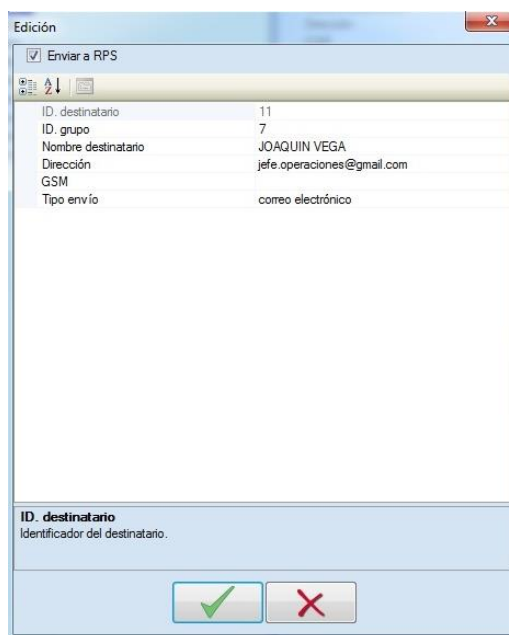 Edición
Enviar a RPS
ID. destinatario 11
ID. grupo 7
Nombre destinatario JOAQUIN VEGA
Dirección jefe.operaciones@gmail.com
GSM
Tipo envío correo electrónico
ID. destinatario
Identificador del destinatario.